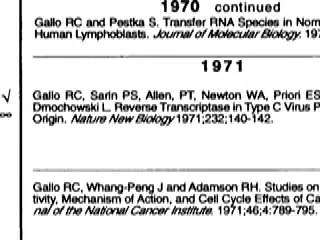 1970 continued
Gallo RC and Pestka S. Transfer RNA Species in Norm
Human Lymphoblasts. Journal of Molecular Biology. 197
1971
Gallo RC, Sarin PS, Allen, PT, Newton WA, Priori ES
Dmochowski L. Reverse Transcriptase in Type C Virus P
Origin. Nature New Biology 1971;232;140-142.
Gallo RC, Whang-Peng J and Adamson RH. Studies on
tivity, Mechanism of Action, and Cell Cycle Effects of Ca
nal of the National Cancer Institute. 1971;46;4:789-795.